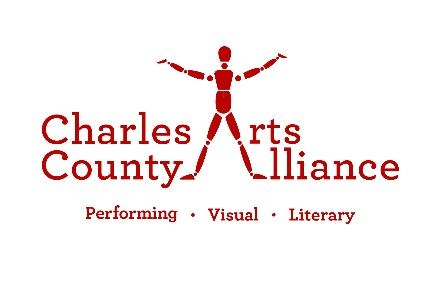 Charles Arts
County Alliance
Performing · Visual · Literary